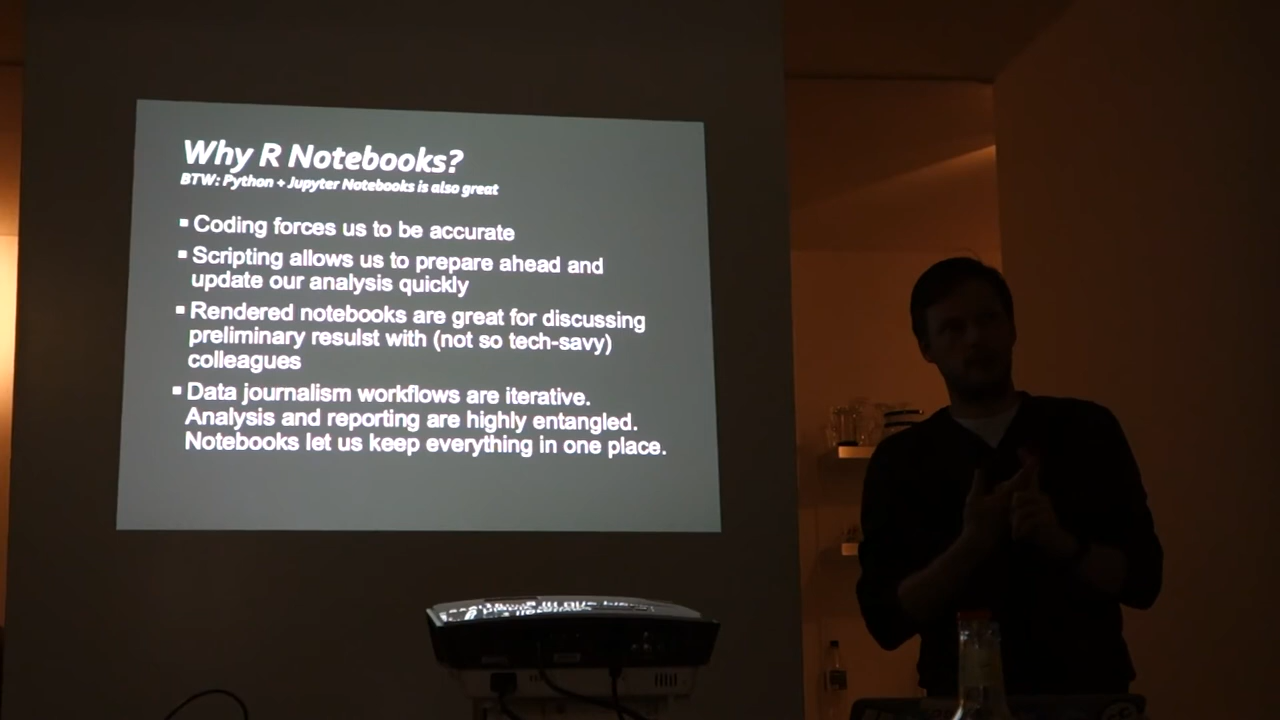 Why R Notebooks?
BTW: Python + Jupyter Notebooks is also great
▪ Coding forces us to be accurate
▪ Scripting allows us to prepare ahead and
update our analysis quickly
▪ Rendered notebooks are great for discussing
preliminary resulst with (not so tech-savy)
colleagues
▪ Data journalism workflows are iterative.
Analysis and reporting are highly entangled.
Notebooks let us keep everything in one place.